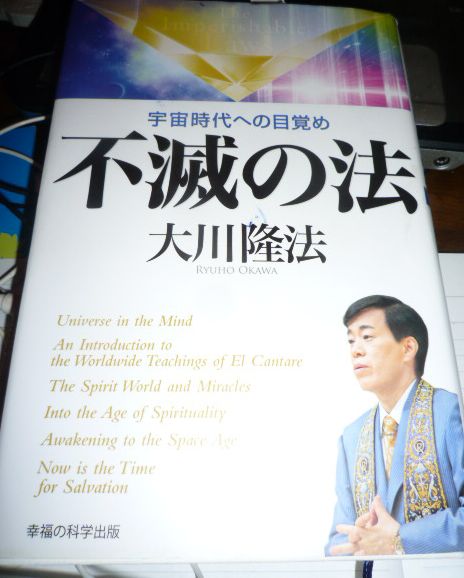 The
Imperishable
Laws
宇宙時代への目覚め
不滅の法
大川隆法
RYUHO OKAWA
Universe in the Mind
An Introduction to
the Worldwide Teachings of El Cantare
The Spirit World and Miracles
Into the Age of Spirituality
Awakening to the Space Age
Now is the Time
for Salvation
幸福の科学出版